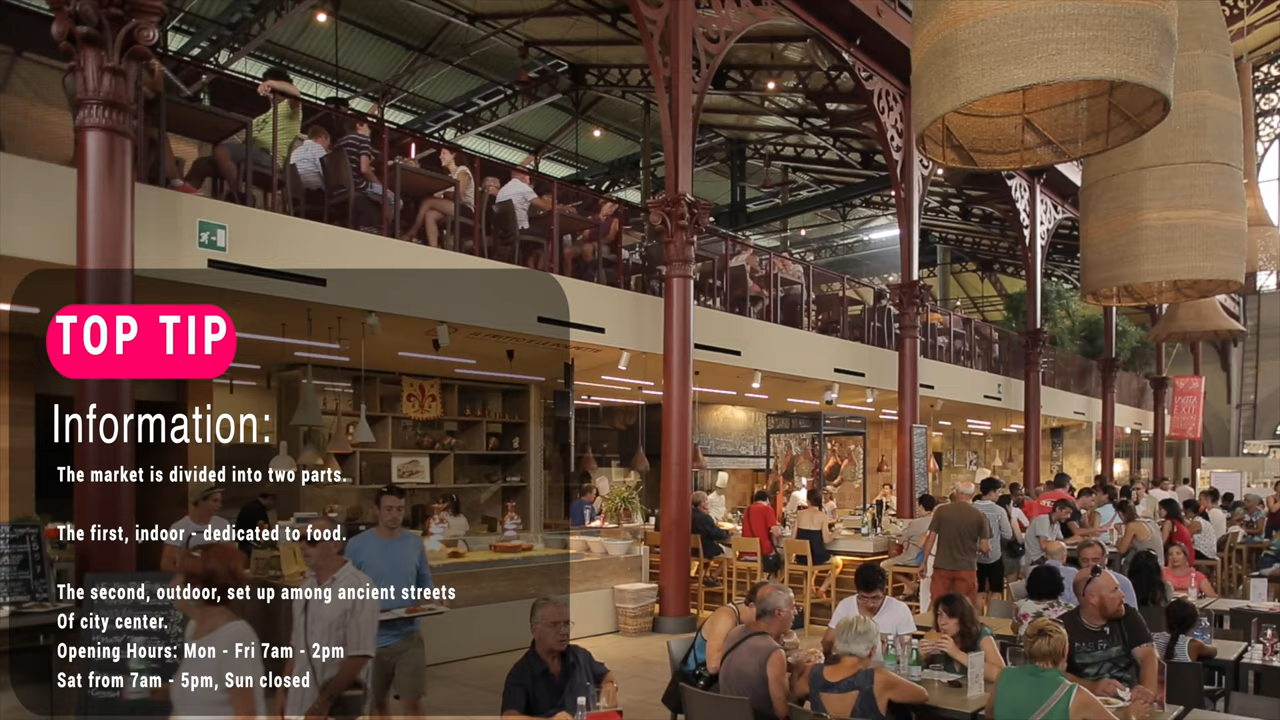 TOP TIP
Information:
The market is divided into two parts.
The first, indoor - dedicated to food.
The second, outdoor, set up among ancient streets
Of city center.
Opening Hours: Mon - Fri 7am - 2pm
Sat from 7am - 5pm, Sun closed
EXIT